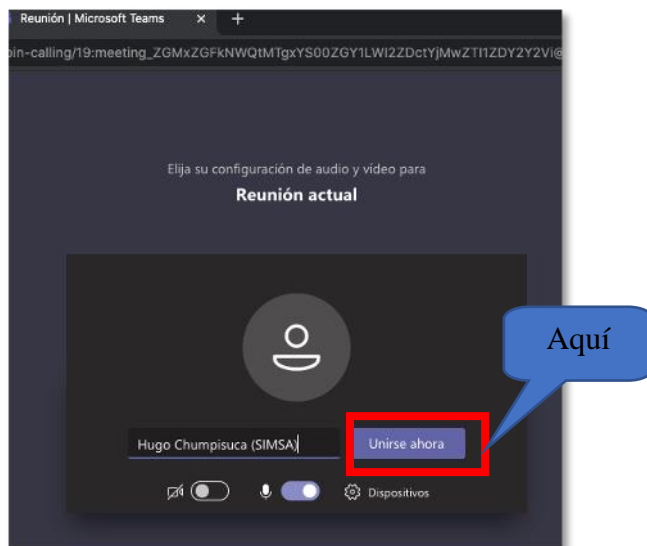 Reunión | Microsoft Teams × +
oin-calling/19:meeting_ZGMxZGFkNWQtMTgxYS00ZGY1LWI2ZDctYjMwZTI1ZDY2Y2Vi@
Elija su configuración de audio y vídeo para
Reunión actual
Aquí
Hugo Chumpisuca (SIMSA) Unirse ahora
Dispositivos